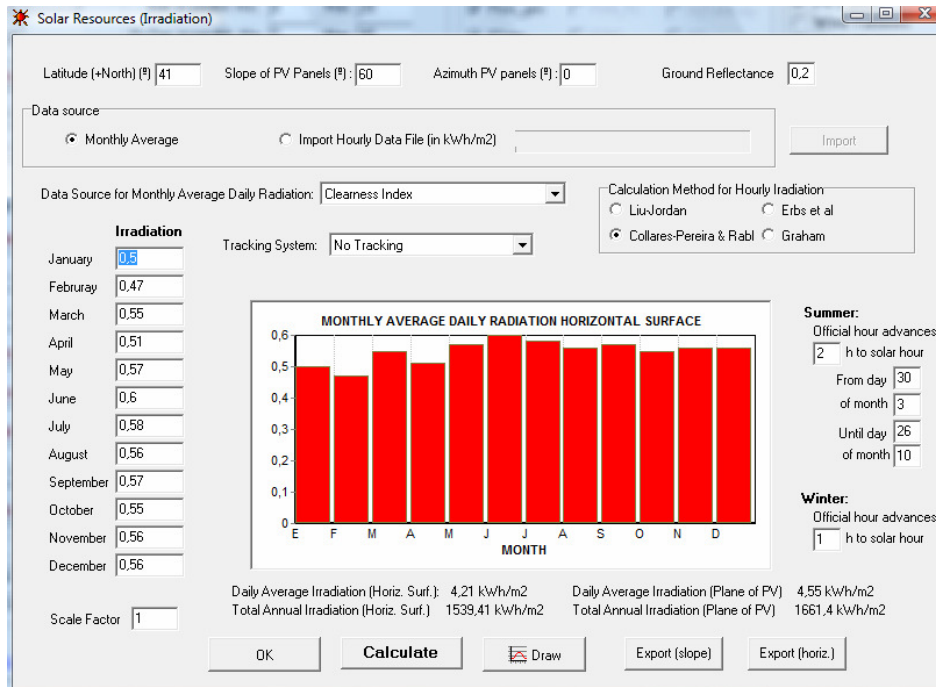 Solar Resources (Irradiation)
Latitude (+North) (º) 41 Slope of PV Panels (º) : 60 Azimuth PV panels (º) : 0 Ground Reflectance 0,2
Data source
Monthly Average Import Hourly Data File (in kWh/m2) Import
Data Source for Monthly Average Daily Radiation: Clearness Index
Calculation Method for Hourly Irradiation
Liu-Jordan Erbs et al
Collares-Pereira & Rabl Graham
Irradiation
Tracking System: No Tracking
January 0,5
Februray 0,47
March 0,55
April 0,51
May 0,57
June 0,6
July 0,58
August 0,56
September 0,57
October 0,55
November 0,56
December 0,56
Scale Factor 1
MONTHLY AVERAGE DAILY RADIATION HORIZONTAL SURFACE
0,6
0,5
0,4
0,3
0,2
0,1
0
E F M A M J J A S O N D
MONTH
Summer:
Official hour advances
2 h to solar hour
From day 30
of month 3
Until day 26
of month 10
Winter:
Official hour advances
1 h to solar hour
Daily Average Irradiation (Horiz. Surf.): 4,21 kWh/m2 Daily Average Irradiation (Plane of PV) 4,55 kWh/m2
Total Annual Irradiation (Horiz. Surf.) 1539,41 kWh/m2 Total Annual Irradiation (Plane of PV) 1661,4 kWh/m2
OK Calculate Draw Export (slope) Export (horiz.)